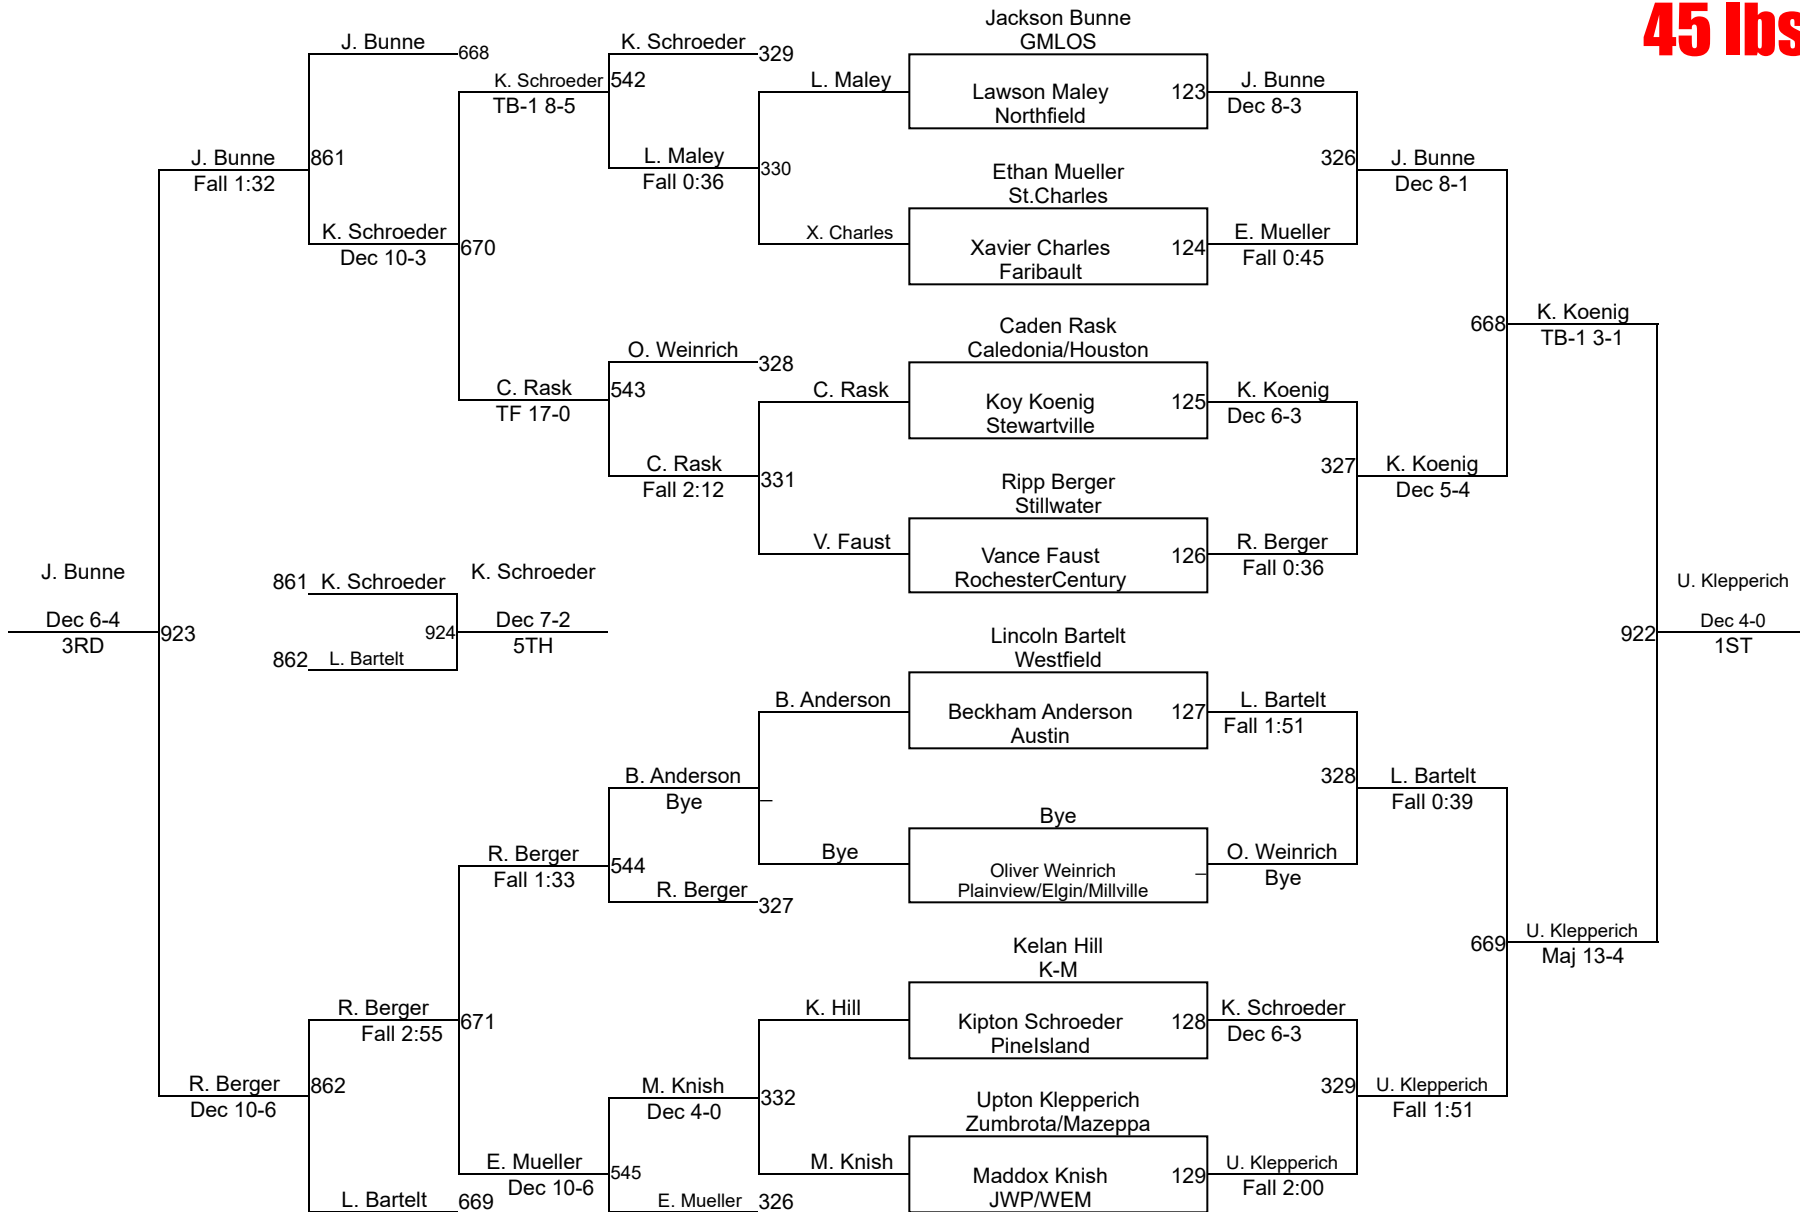 Jackson Bunne
GMLOS
45 lbs
J. Bunne
668
K. Schroeder
329
K. Schroeder
542
TB-1 8-5
L. Maley
Lawson Maley
Northfield
123
J. Bunne
Dec 8-3
J. Bunne
861
Fall 1:32
L. Maley
330
Fall 0:36
Ethan Mueller
St.Charles
326
J. Bunne
Dec 8-1
K. Schroeder
670
Dec 10-3
X. Charles
Xavier Charles
Faribault
124
E. Mueller
Fall 0:45
O. Weinrich
328
Caden Rask
Caledonia/Houston
668
K. Koenig
TB-1 3-1
C. Rask
543
TF 17-0
C. Rask
Koy Koenig
Stewartville
125
K. Koenig
Dec 6-3
C. Rask
331
Fall 2:12
Ripp Berger
Stillwater
327
K. Koenig
Dec 5-4
V. Faust
Vance Faust
RochesterCentury
126
R. Berger
Fall 0:36
J. Bunne
Dec 6-4
3RD
923
861
K. Schroeder
862
L. Bartelt
924
K. Schroeder
Dec 7-2
5TH
922
U. Klepperich
Dec 4-0
1ST
Lincoln Bartelt
Westfield
B. Anderson
Beckham Anderson
Austin
127
L. Bartelt
Fall 1:51
B. Anderson
Bye
_
Bye
328
L. Bartelt
Fall 0:39
Bye
Oliver Weinrich
Plainview/Elgin/Millville
_
O. Weinrich
Bye
R. Berger
544
Fall 1:33
R. Berger
327
Kelan Hill
K-M
669
U. Klepperich
Maj 13-4
R. Berger
671
Fall 2:55
K. Hill
Kipton Schroeder
PineIsland
128
K. Schroeder
Dec 6-3
R. Berger
862
Dec 10-6
M. Knish
332
Dec 4-0
Upton Klepperich
Zumbrota/Mazeppa
329
U. Klepperich
Fall 1:51
E. Mueller
545
Dec 10-6
M. Knish
Maddox Knish
JWP/WEM
129
U. Klepperich
Fall 2:00
L. Bartelt
669
E. Mueller
326